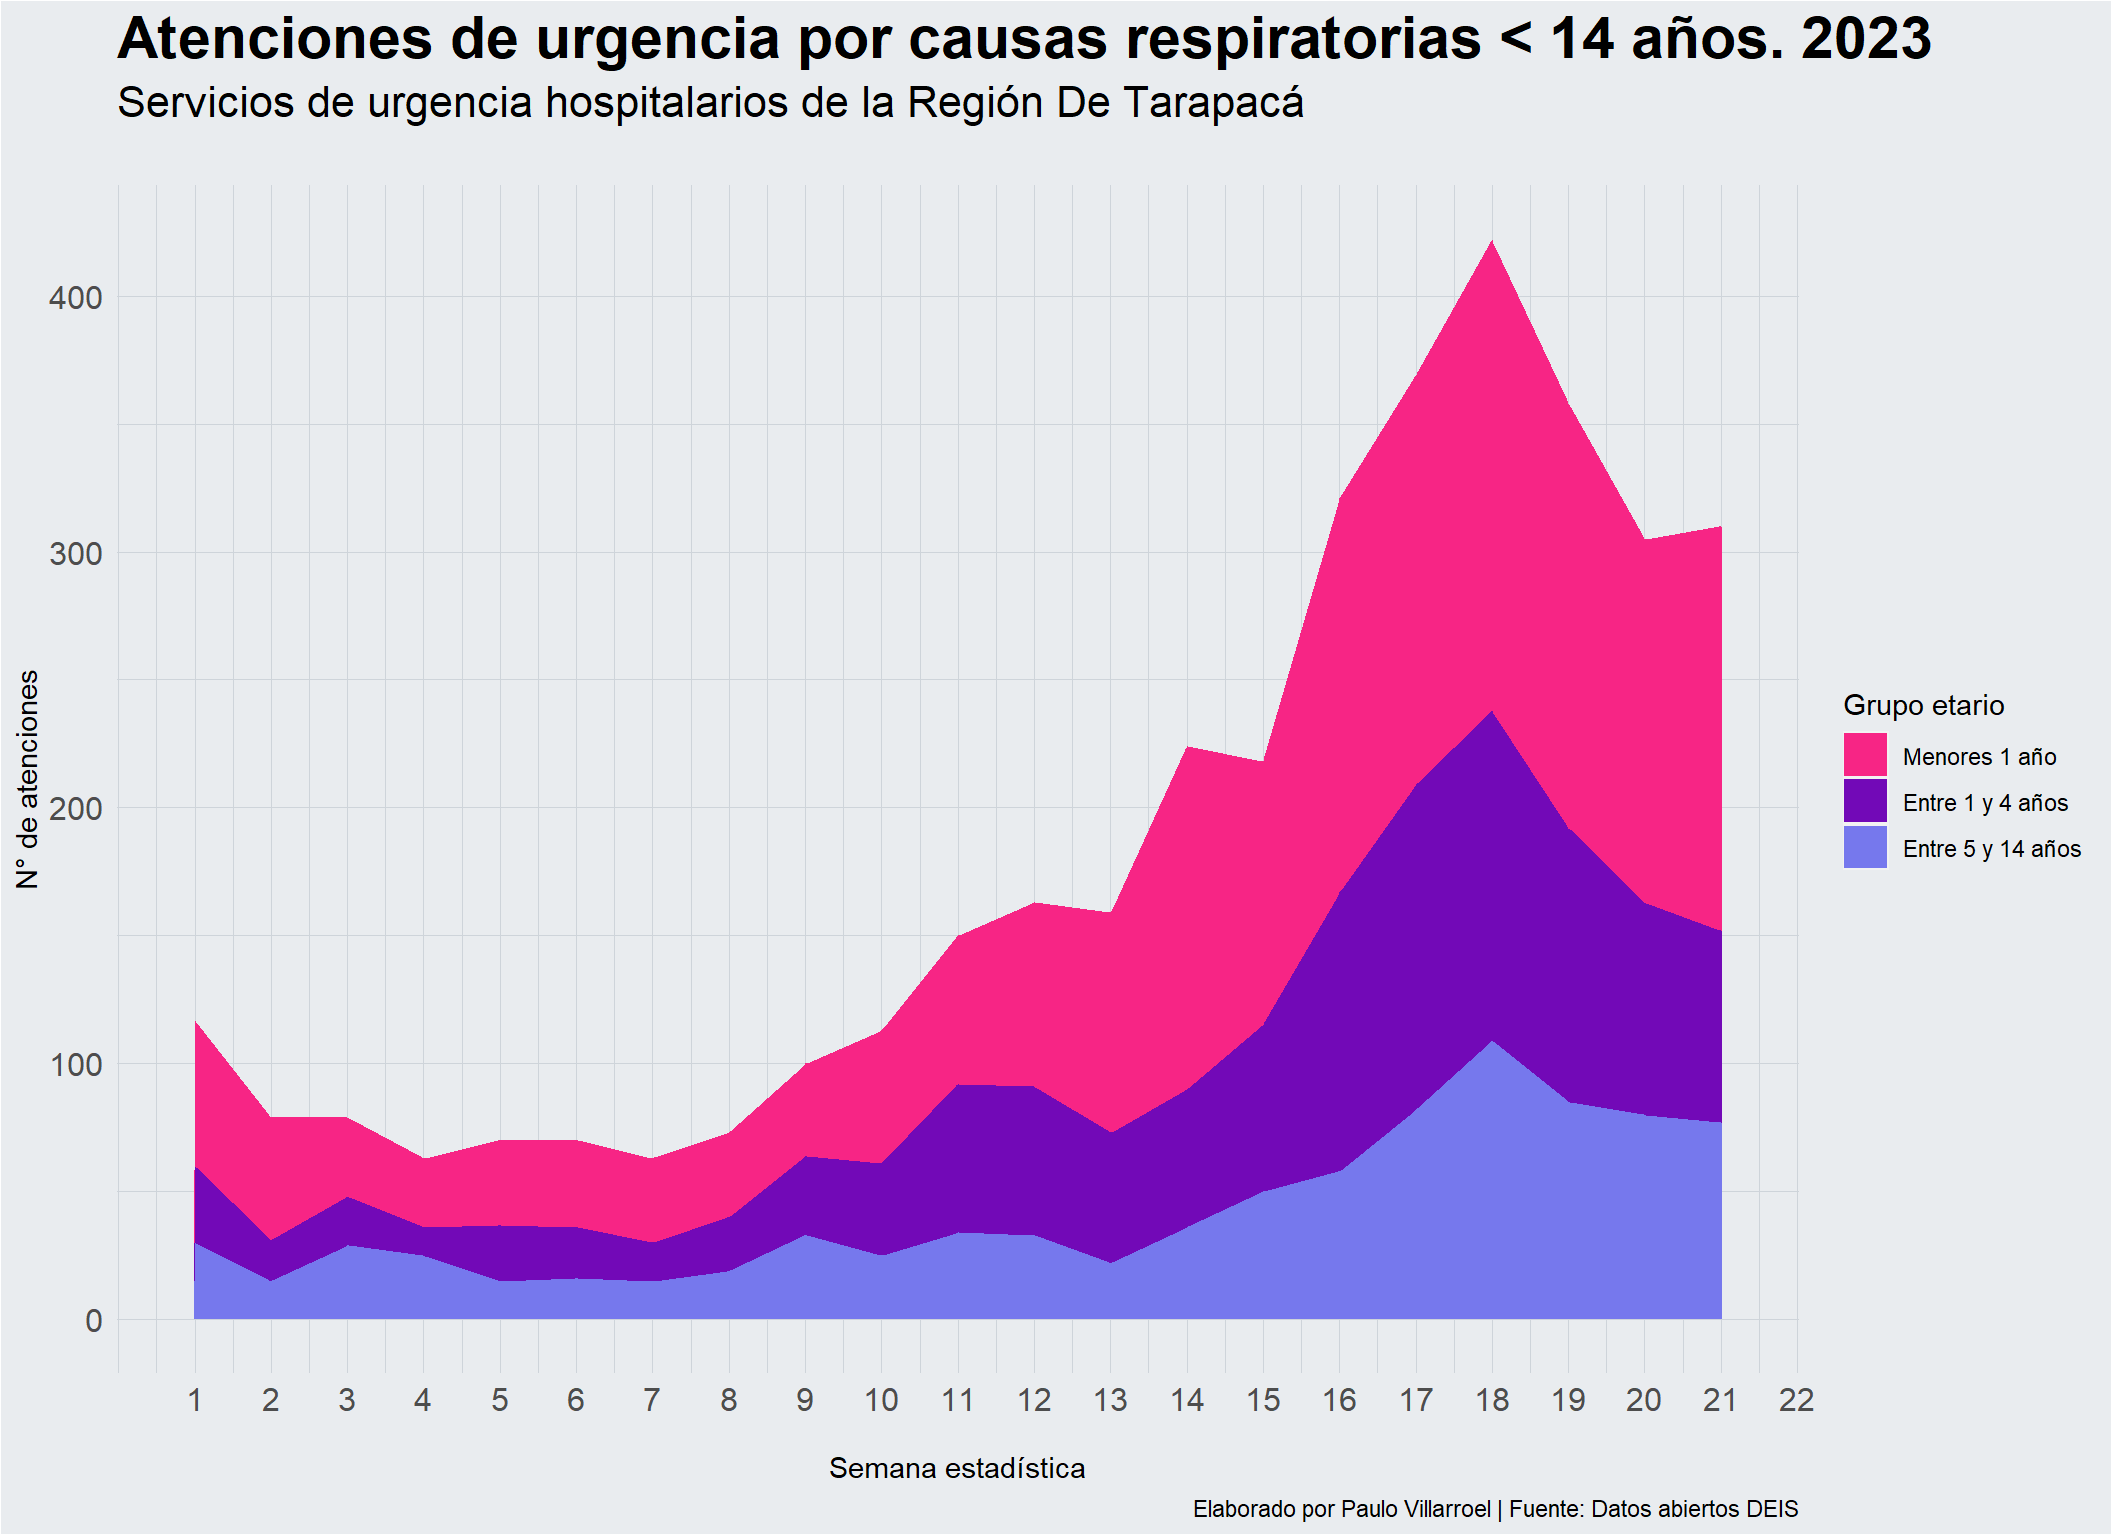 Atenciones de urgencia por causas respiratorias < 14 años. 2023
Servicios de urgencia hospitalarios de la Región De Tarapacá
400
300
200
100
0
N° de atenciones
1 2 3 4 5 6 7 8 9 10 11 12 13 14 15 16 17 18 19 20 21 22
Semana estadística
Grupo etario
Menores 1 año
Entre 1 y 4 años
Entre 5 y 14 años
Elaborado por Paulo Villarroel | Fuente: Datos abiertos DEIS